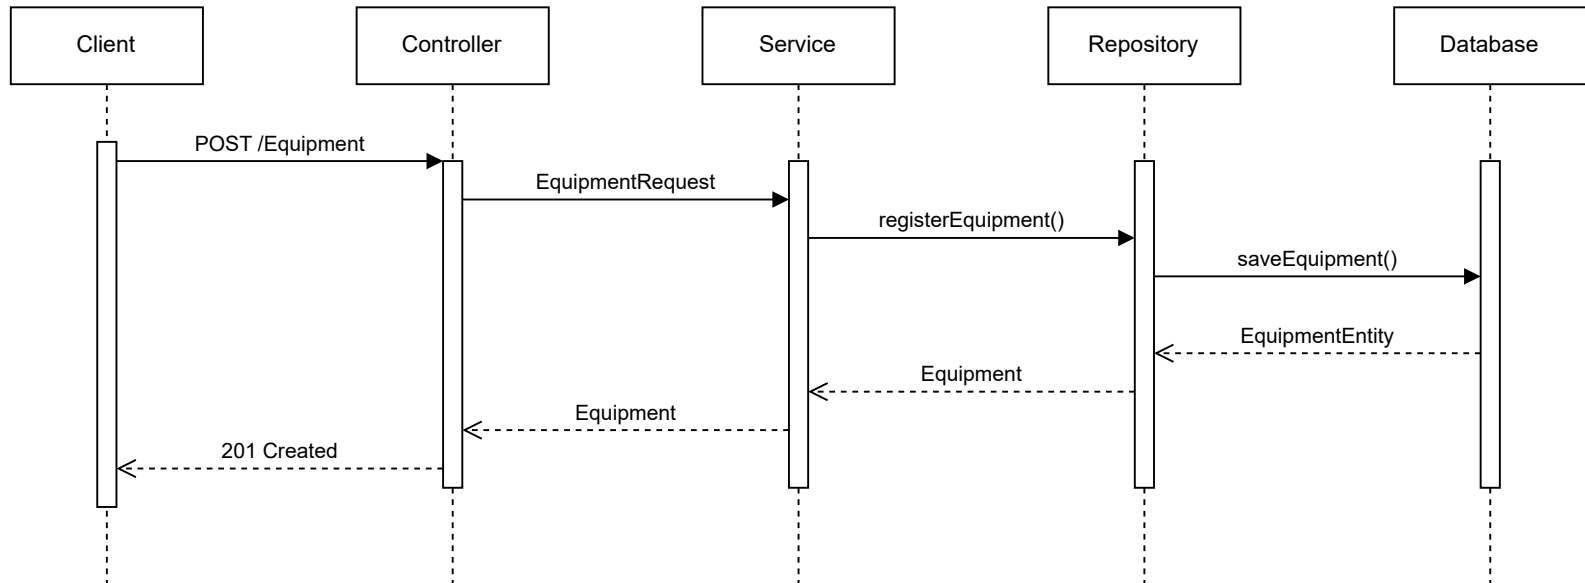 Client
Controller
Service
Repository
Database
POST /Equipment
EquipmentRequest
registerEquipment()
saveEquipment()
EquipmentEntity
Equipment
Equipment
201 Created